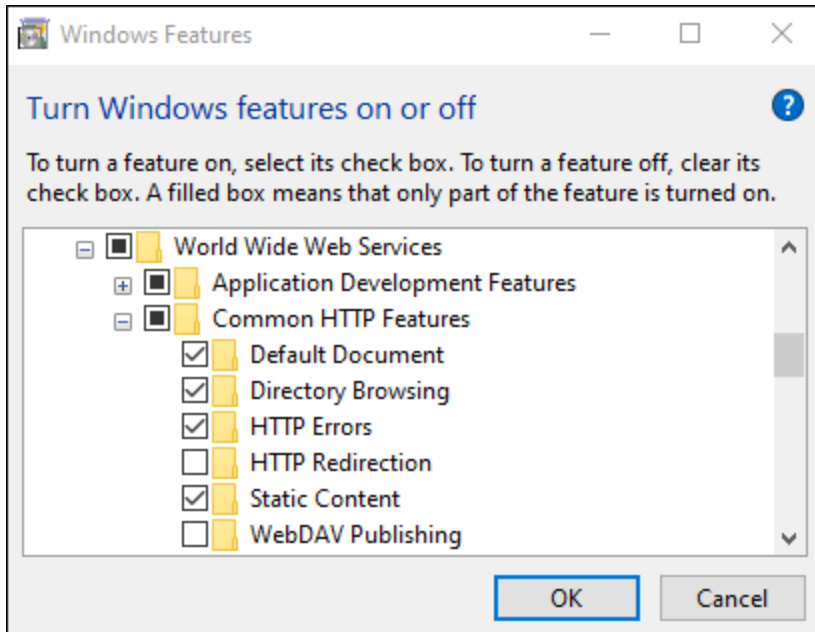 Windows Features
Turn Windows features on or off
?
To turn a feature on, select its check box. To turn a feature off, clear its
check box. A filled box means that only part of the feature is turned on.
World Wide Web Services
Application Development Features
Common HTTP Features
Default Document
Directory Browsing
HTTP Errors
HTTP Redirection
Static Content
WebDAV Publishing
OK Cancel